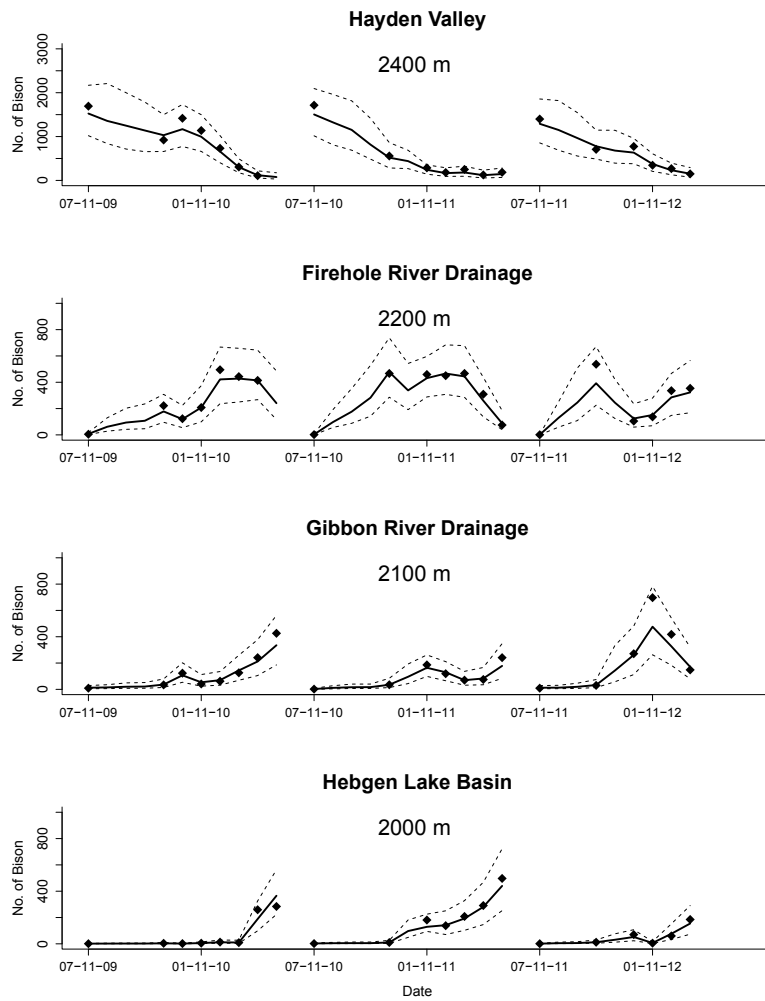 Hayden Valley
2400 m
No. of Bison
3000
2000
1000
0
07−11−09
01−11−10
07−11−10
01−11−11
07−11−11
01−11−12
Firehole River Drainage
2200 m
No. of Bison
800
400
0
07−11−09
01−11−10
07−11−10
01−11−11
07−11−11
01−11−12
Gibbon River Drainage
2100 m
No. of Bison
800
400
0
07−11−09
01−11−10
07−11−10
01−11−11
07−11−11
01−11−12
Hebgen Lake Basin
2000 m
No. of Bison
800
400
0
07−11−09
01−11−10
07−11−10
01−11−11
07−11−11
01−11−12
Date